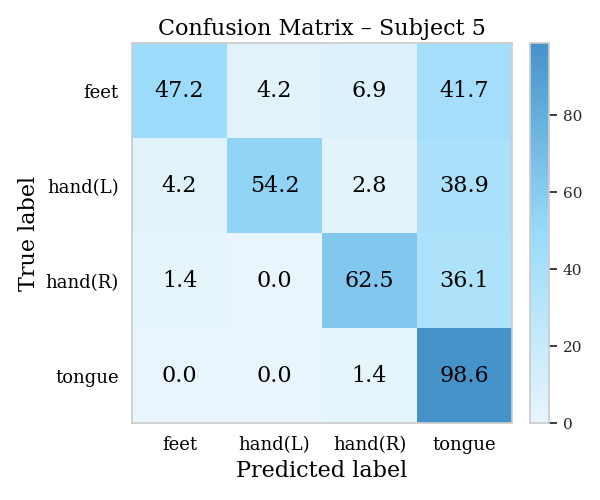 Confusion Matrix – Subject 5
True label
feet 47.2 4.2 6.9 41.7
hand(L) 4.2 54.2 2.8 38.9
hand(R) 1.4 0.0 62.5 36.1
tongue 0.0 0.0 1.4 98.6
feet hand(L) hand(R) tongue
Predicted label
80
60
40
20
0